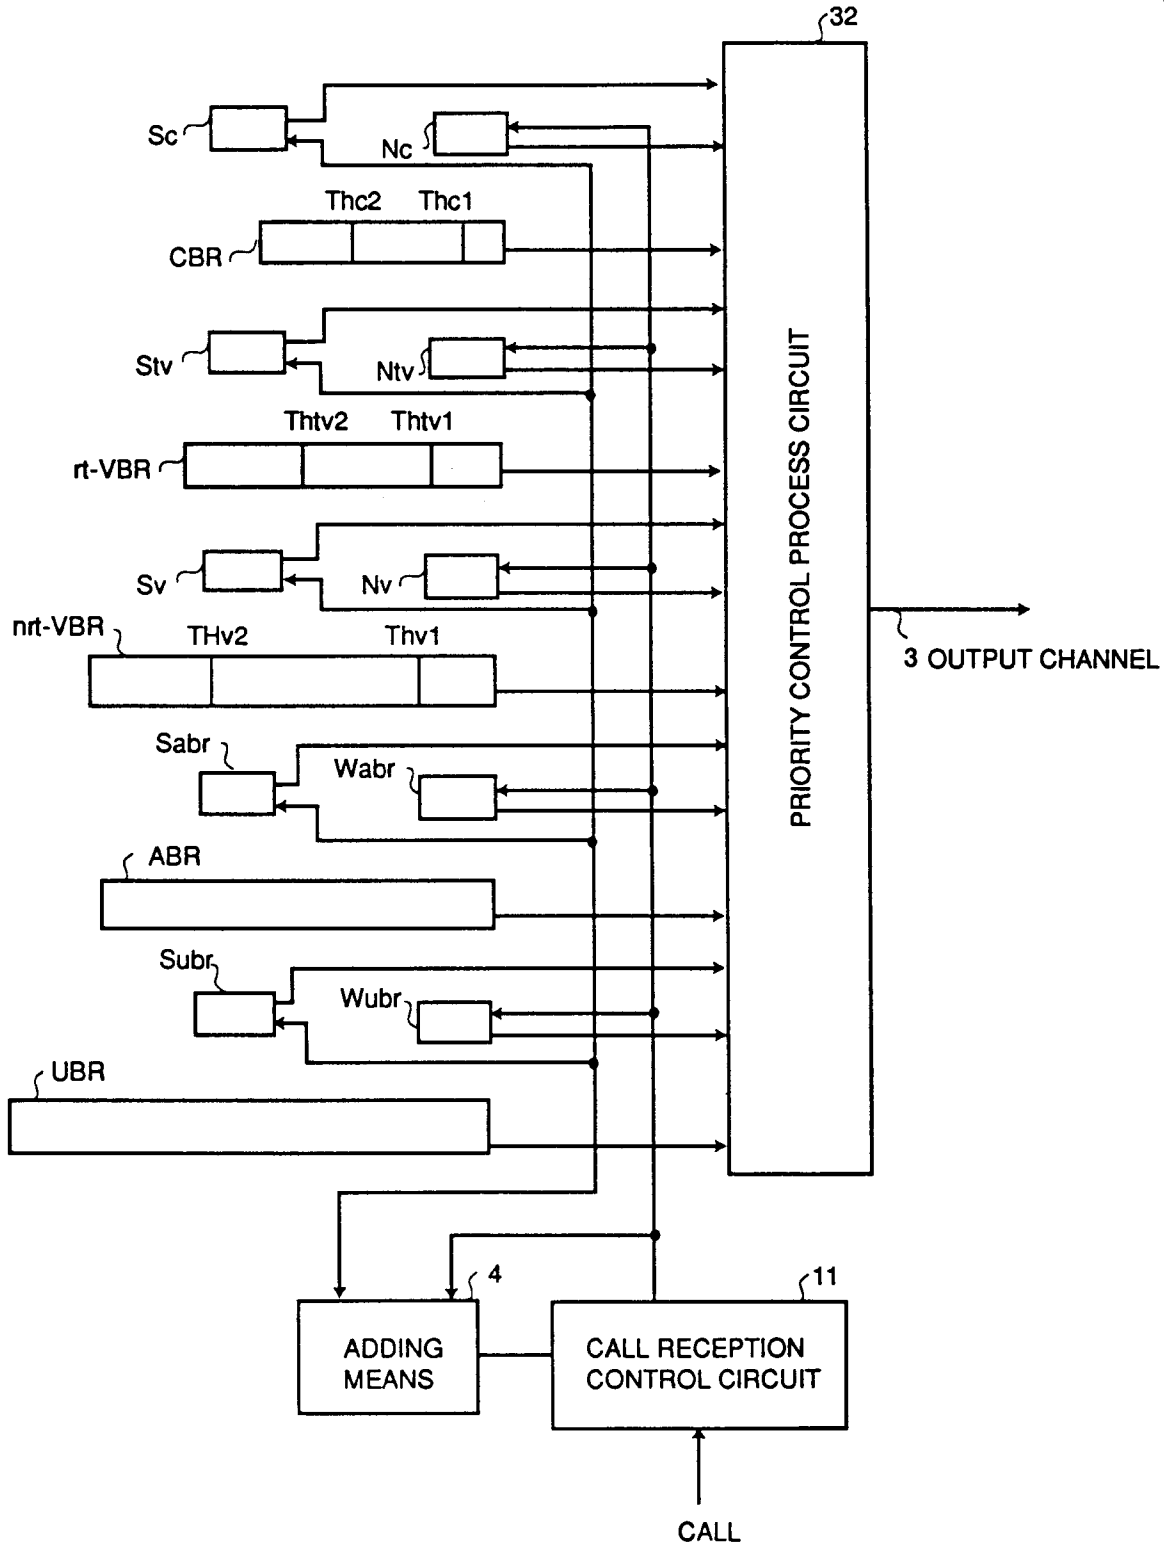 32
Sc
Nc
Thc2 Thc1
CBR
Stv
Ntv
Thtv2 Thtv1
rt-VBR
Sv
Nv
nrt-VBR THv2 Thv1
Sabr
Wabr
ABR
Subr
Wubr
UBR
PRIORITY CONTROL PROCESS CIRCUIT
3 OUTPUT CHANNEL
4
ADDING
MEANS
11
CALL RECEPTION
CONTROL CIRCUIT
CALL